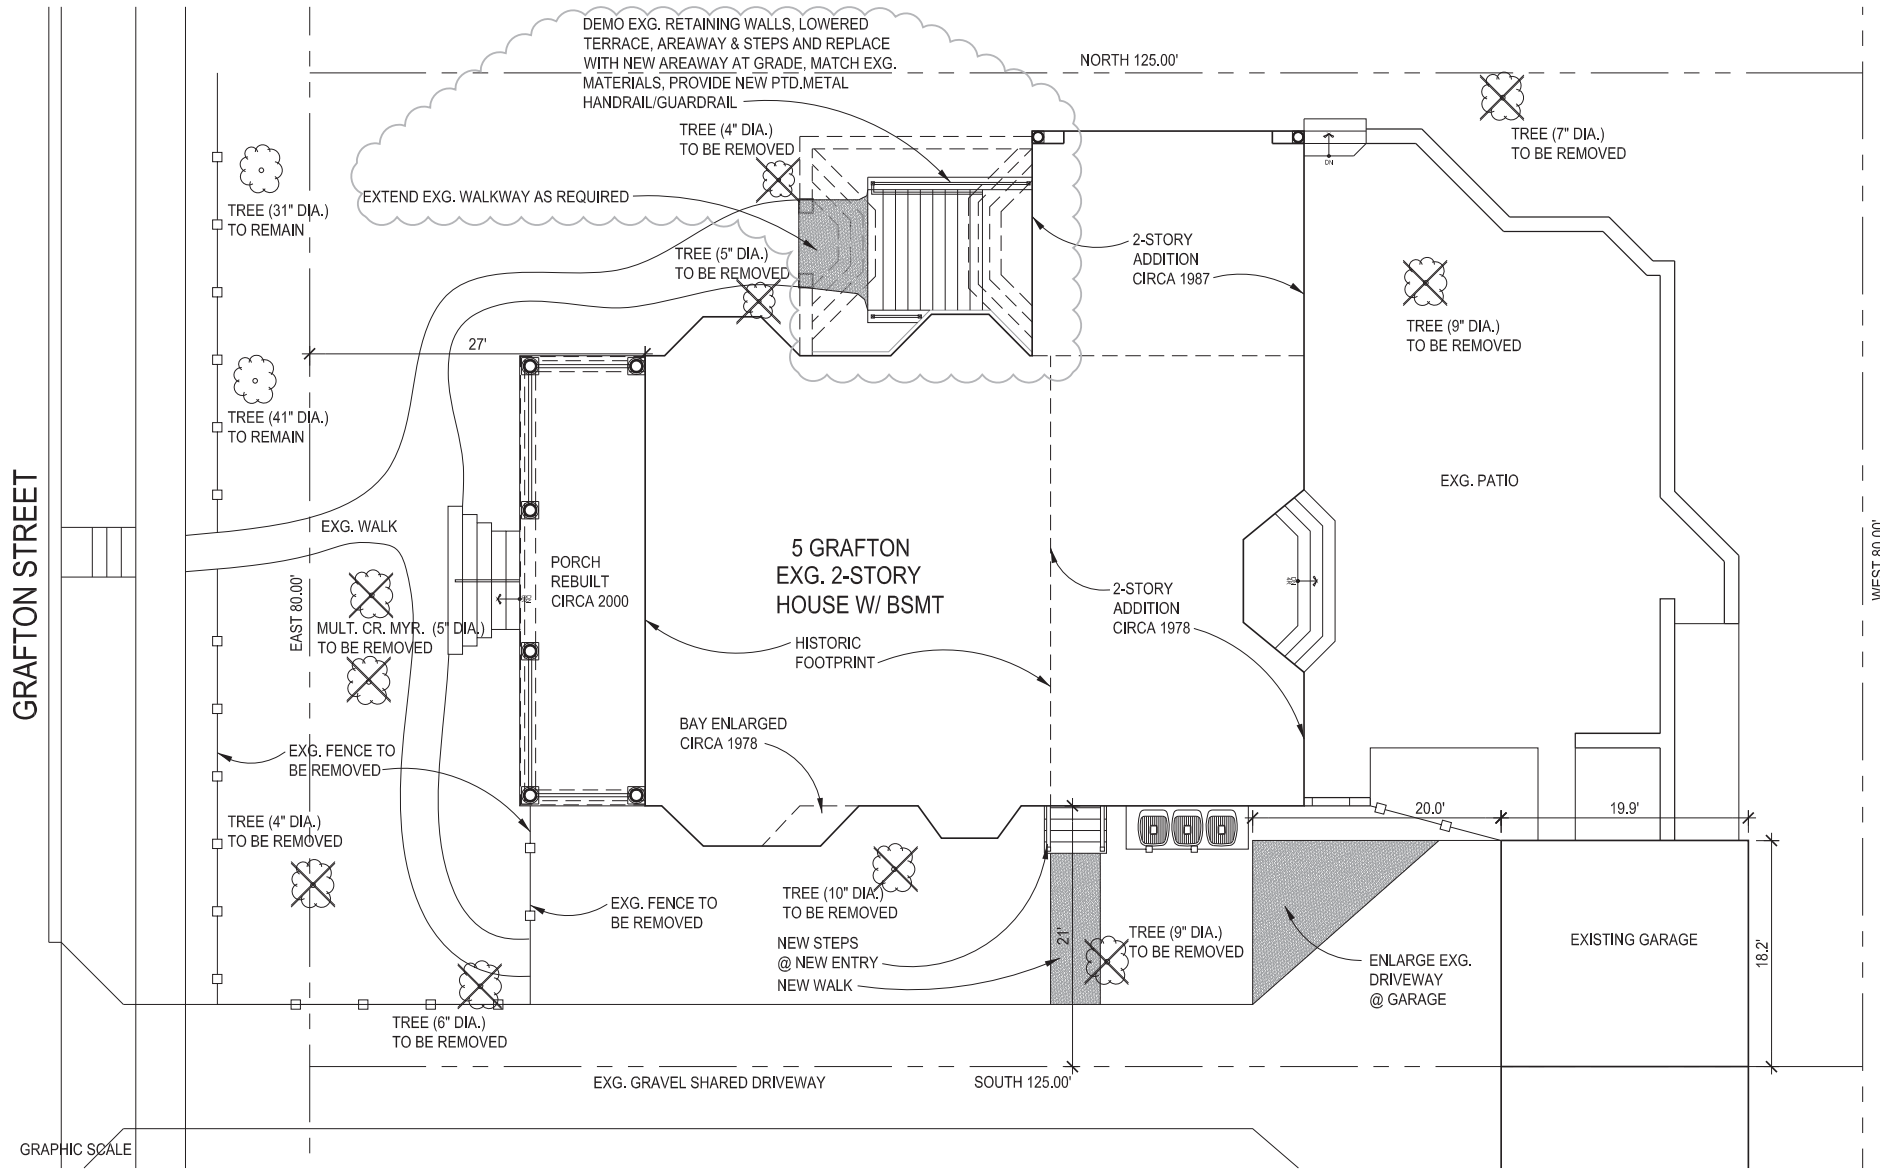 DEMO EXG. RETAINING WALLS, LOWERED
TERRACE, AREAWAY & STEPS AND REPLACE
WITH NEW AREAWAY AT GRADE, MATCH EXG.
MATERIALS, PROVIDE NEW PTD.METAL
HANDRAIL/GUARDRAIL
NORTH 125.00'
TREE (4" DIA.)
TO BE REMOVED
TREE (7" DIA.)
TO BE REMOVED
DN
EXTEND EXG. WALKWAY AS REQUIRED
TREE (31" DIA.)
TO REMAIN
TREE (5" DIA.)
TO BE REMOVED
2-STORY
ADDITION
CIRCA 1987
TREE (9" DIA.)
TO BE REMOVED
27'
TREE (41" DIA.)
TO REMAIN
GRAFTON STREET
EXG. WALK
EAST 80.00'
EXG. PATIO
WEST 80.00'
5 GRAFTON
EXG. 2-STORY
HOUSE W/ BSMT
PORCH
REBUILT
CIRCA 2000
2-STORY
ADDITION
CIRCA 1978
MULT. CR. MYR. (5" DIA.)
TO BE REMOVED
HISTORIC
FOOTPRINT
BAY ENLARGED
CIRCA 1978
EXG. FENCE TO
BE REMOVED
20.0'
19.9'
TREE (4" DIA.)
TO BE REMOVED
EXG. FENCE TO
BE REMOVED
TREE (10" DIA.)
TO BE REMOVED
NEW STEPS
@ NEW ENTRY
NEW WALK
21'
TREE (9" DIA.)
TO BE REMOVED
ENLARGE EXG.
DRIVEWAY
@ GARAGE
EXISTING GARAGE
18.2'
TREE (6" DIA.)
TO BE REMOVED
EXG. GRAVEL SHARED DRIVEWAY
SOUTH 125.00'
GRAPHIC SCALE